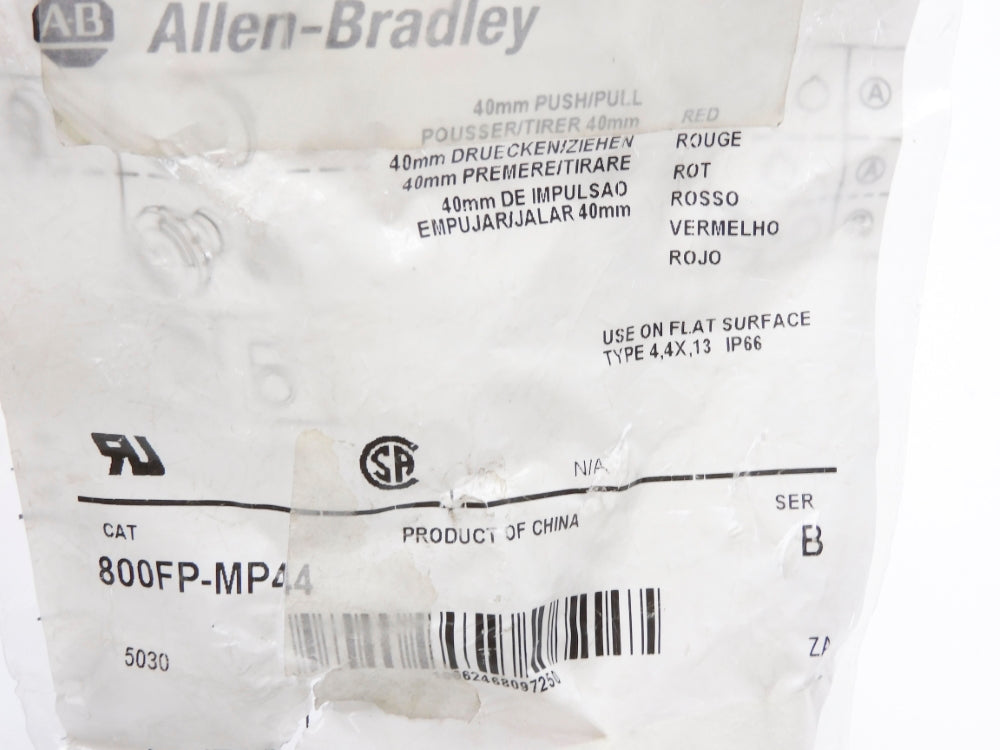 A·B Allen-Bradley
40mm PUSH/PULL RED
POUSSER/TIRER 40mm ROUGE
40mm DRUECKEN/ZIEHEN ROT
40mm PREMERE/TIRARE ROSSO
40mm DE IMPULSAO VERMELHO
EMPUJAR/JALAR 40mm ROJO
A
A
USE ON FLAT SURFACE
TYPE 4,4X,13 IP66
5
N/A
CAT
PRODUCT OF CHINA
SER
800FP-MP44
B
5030